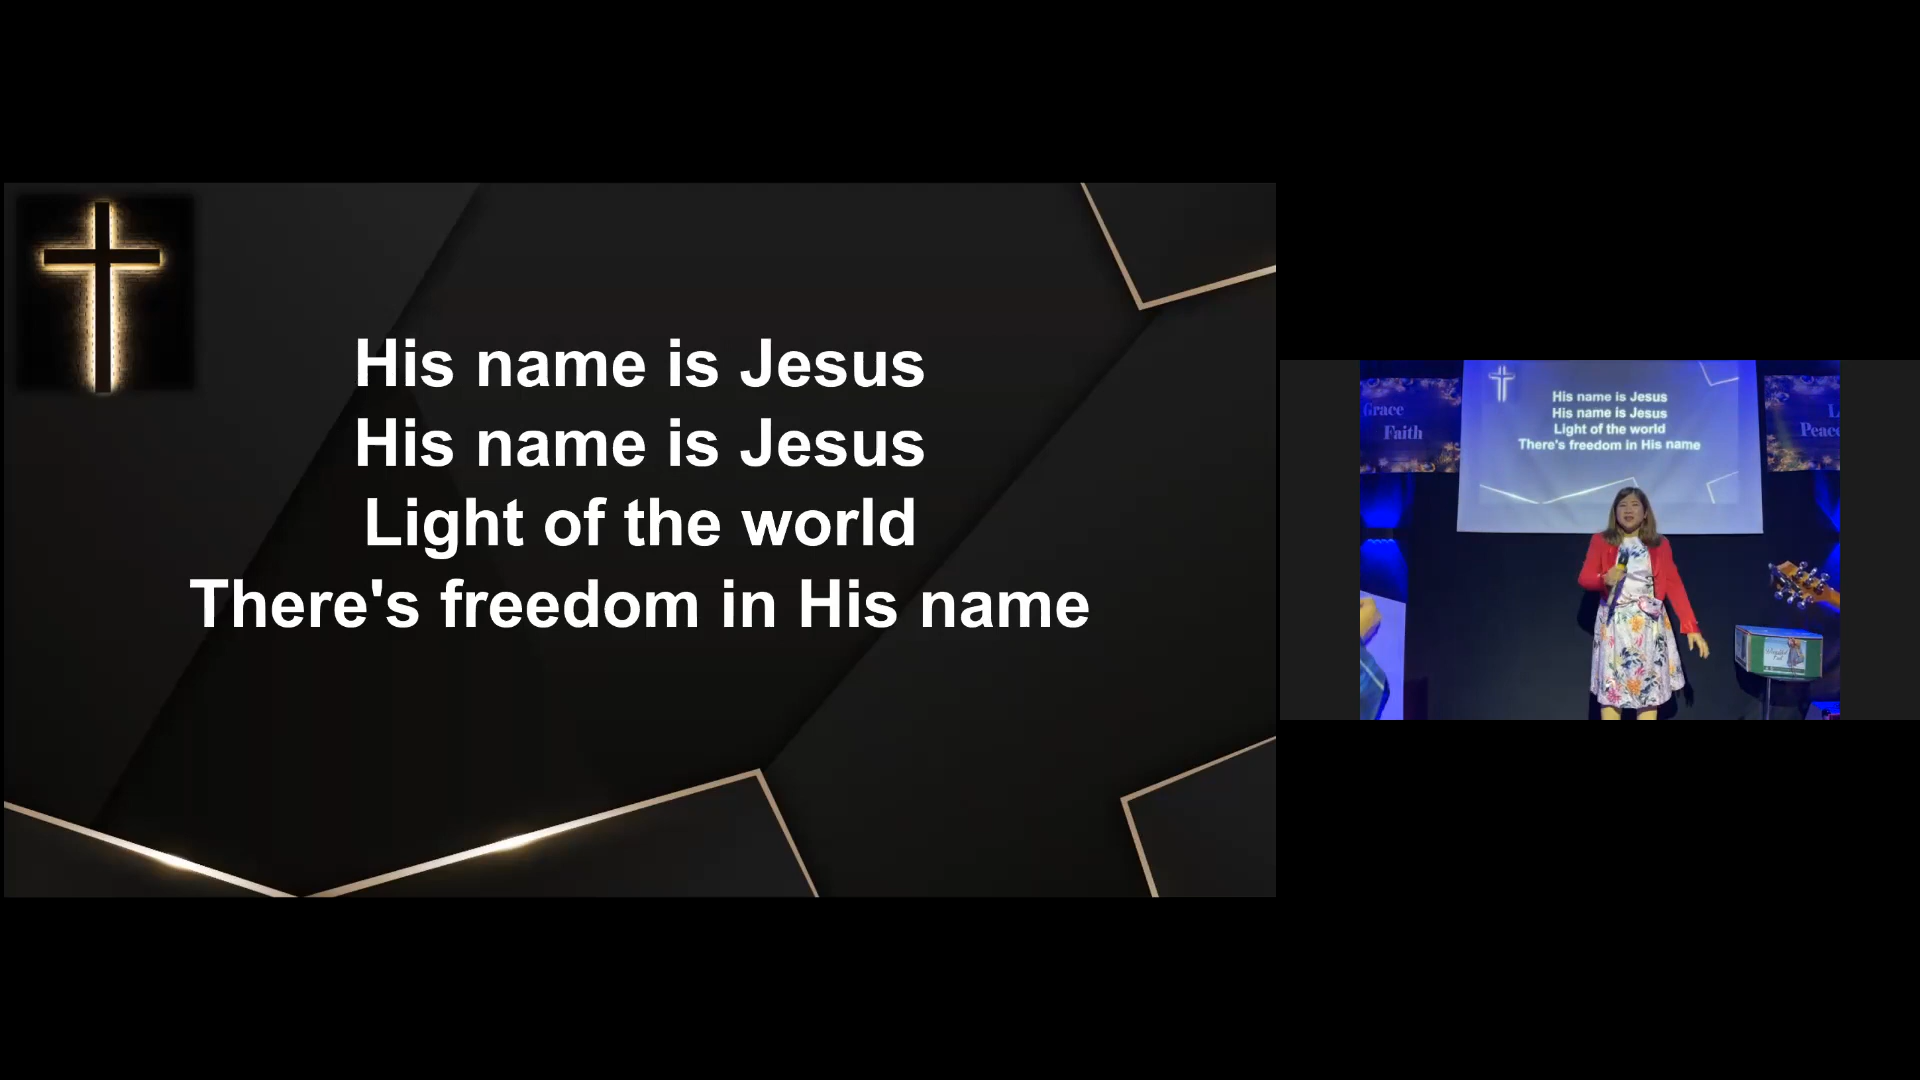 His name is Jesus
His name is Jesus
Light of the world
There's freedom in His name
Grace
Faith
His name is Jesus
His name is Jesus
Light of the world
There's freedom in His name